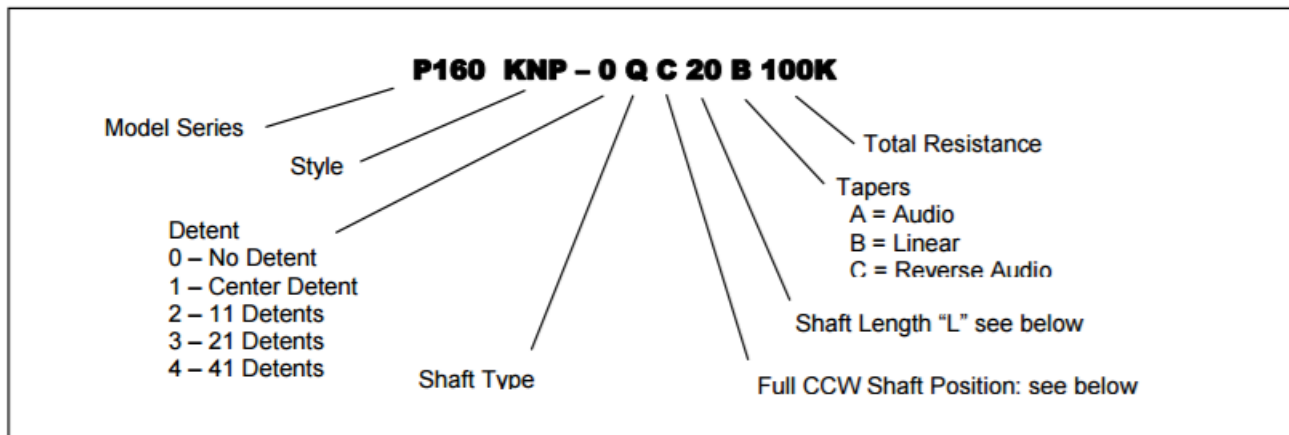 P160 KNP – 0 Q C 20 B 100K
Model Series
Total Resistance
Style
Tapers
A = Audio
B = Linear
C = Reverse Audio
Detent
0 – No Detent
1 – Center Detent
2 – 11 Detents
3 – 21 Detents
4 – 41 Detents
Shaft Length “L” see below
Shaft Type
Full CCW Shaft Position: see below